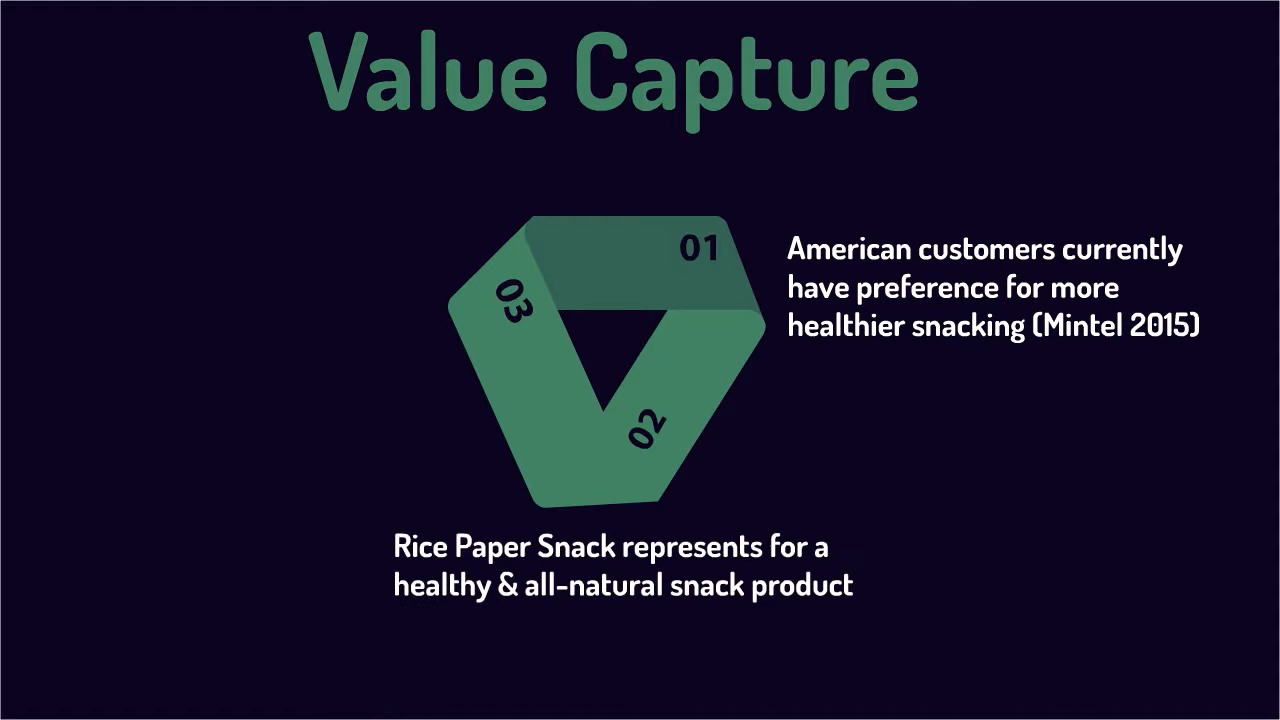 Value Capture
01
American customers currently
have preference for more
healthier snacking (Mintel 2015)
03
02
Rice Paper Snack represents for a
healthy & all-natural snack product